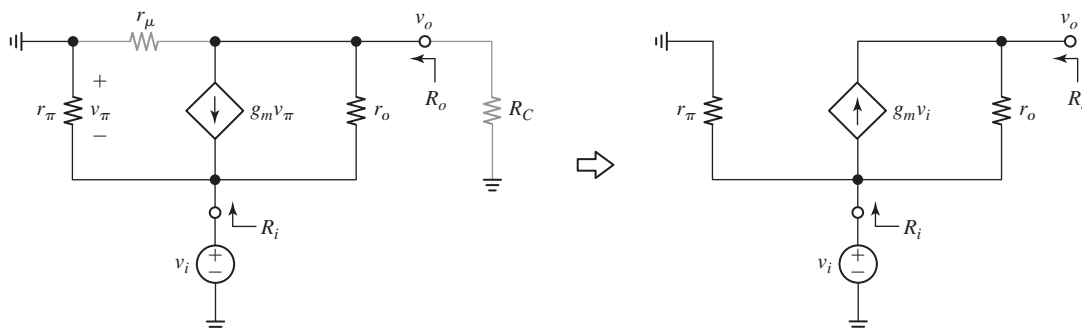 r_μ
v_o
+
r_π
v_π
−
g_m v_π
r_o
R_o
R_C
R_i
v_i
+
−
v_o
r_π
g_m v_i
r_o
R_i
v_i
+
−